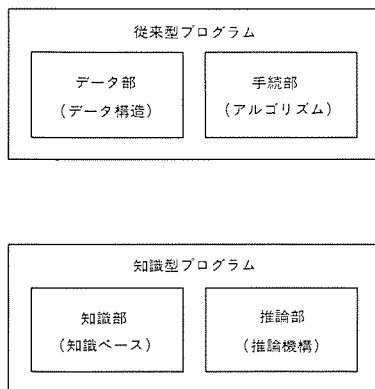 従来型プログラム
データ部
(データ構造)
手続部
(アルゴリズム)
知識型プログラム
知識部
(知識ベース)
推論部
(推論機構)